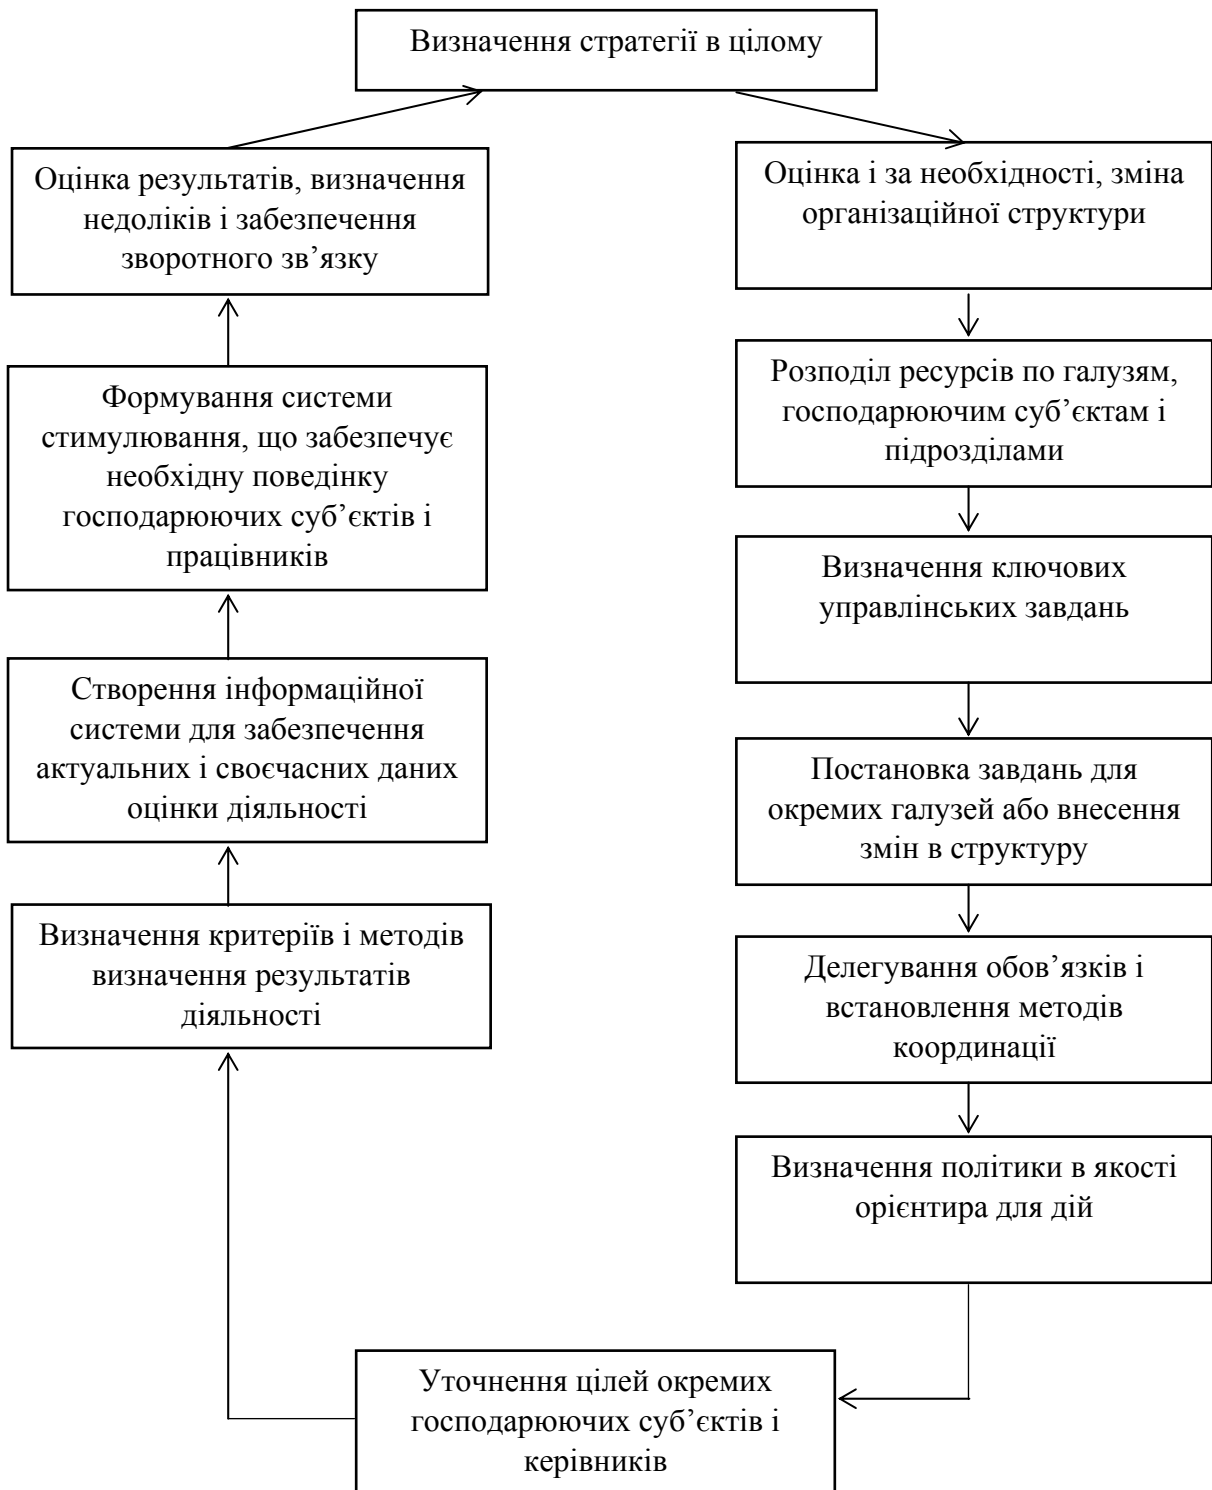 Визначення стратегії в цілому
Оцінка результатів, визначення
недоліків і забезпечення
зворотного зв’язку
Оцінка і за необхідності, зміна
організаційної структури
Формування системи
стимулювання, що забезпечує
необхідну поведінку
господарюючих суб’єктів і
працівників
Розподіл ресурсів по галузям,
господарюючим суб’єктам і
підрозділами
Визначення ключових
управлінських завдань
Створення інформаційної
системи для забезпечення
актуальних і своєчасних даних
оцінки діяльності
Постановка завдань для
окремих галузей або внесення
змін в структуру
Визначення критеріїв і методів
визначення результатів
діяльності
Делегування обов’язків і
встановлення методів
координації
Визначення політики в якості
орієнтира для дій
Уточнення цілей окремих
господарюючих суб’єктів і
керівників